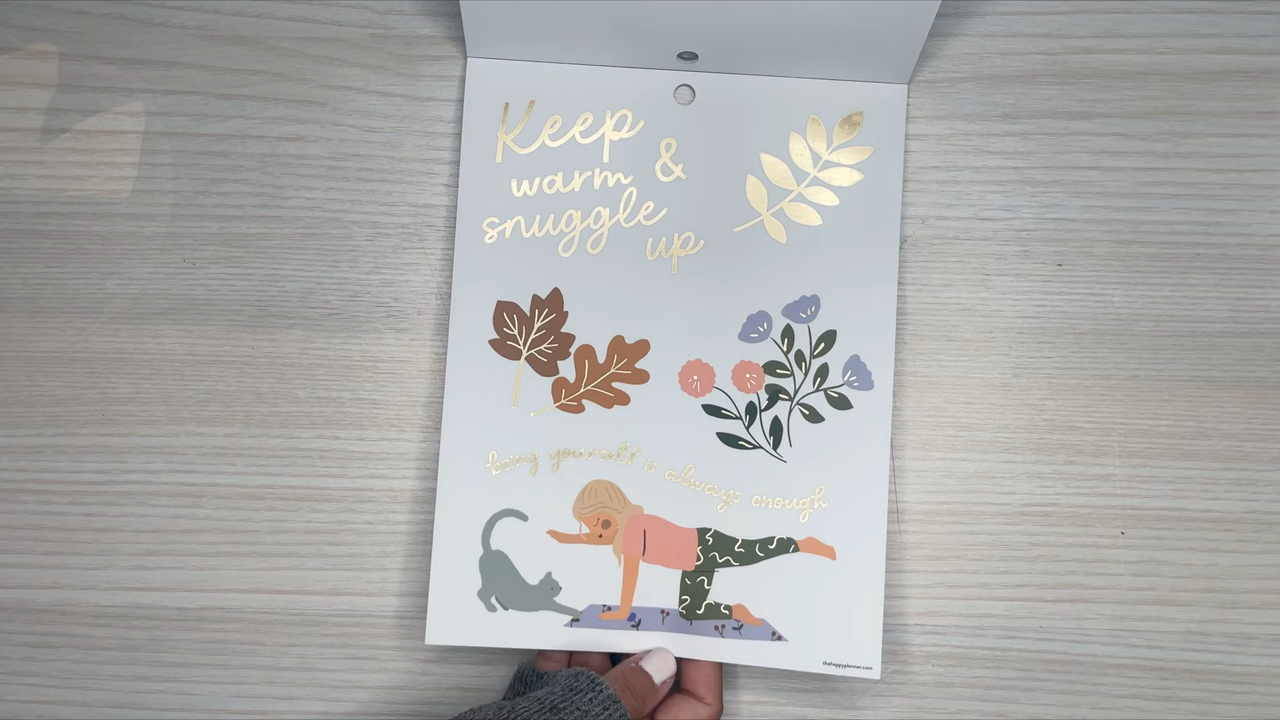 Keep
warm &
snuggle
up
being yourself is always enough
thehappyplanner.com